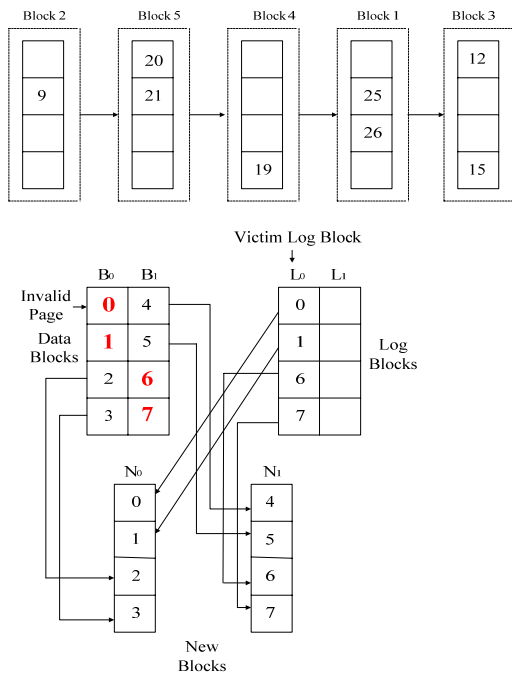 Block 2 Block 5 Block 4 Block 1 Block 3
20 12
9 21 25
26
19 15
Victim Log Block
B₀ B₁ L₀ L₁
Invalid Page
0 4 0
Data Blocks
1 5 1
Log Blocks
2 6 6
3 7 7
N₀ N₁
0 4
1 5
2 6
3 7
New Blocks